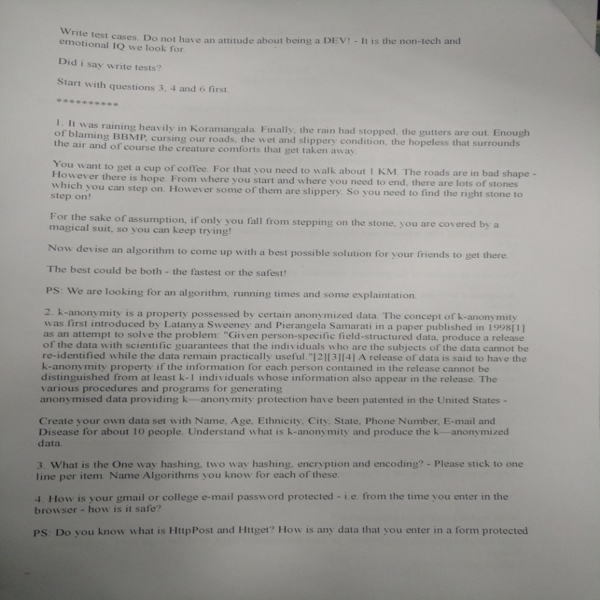 Write test cases. Do not have an attitude about being a DEV! - It is the non-tech and
emotional IQ we look for.
Did i say write tests?
Start with questions 3, 4 and 6 first.
**********
1. It was raining heavily in Koramangala. Finally, the rain had stopped, the gutters are out. Enough
of blaming BBMP, cursing our roads, the wet and slippery condition, the hopeless that surrounds
the air and of course the creature comforts that get taken away.
You want to get a cup of coffee. For that you need to walk about 1 KM. The roads are in bad shape -
However there is hope. From where you start and where you need to end, there are lots of stones
which you can step on. However some of them are slippery. So you need to find the right stone to
step on!
For the sake of assumption, if only you fall from stepping on the stone, you are covered by a
magical suit, so you can keep trying!
Now devise an algorithm to come up with a best possible solution for your friends to get there.
The best could be both - the fastest or the safest!
PS: We are looking for an algorithm, running times and some explaintation.
2. k-anonymity is a property possessed by certain anonymized data. The concept of k-anonymity
was first introduced by Latanya Sweeney and Pierangela Samarati in a paper published in 1998[1]
as an attempt to solve the problem: "Given person-specific field-structured data, produce a release
of the data with scientific guarantees that the individuals who are the subjects of the data cannot be
re-identified while the data remain practically useful."[2][3][4] A release of data is said to have the
k-anonymity property if the information for each person contained in the release cannot be
distinguished from at least k-1 individuals whose information also appear in the release. The
various procedures and programs for generating
anonymised data providing k—anonymity protection have been patented in the United States -
Create your own data set with Name, Age, Ethnicity, City, State, Phone Number, E-mail and
Disease for about 10 people. Understand what is k-anonymity and produce the k—anonymized
data.
3. What is the One way hashing, two way hashing, encryption and encoding? - Please stick to one
line per item. Name Algorithms you know for each of these.
4. How is your gmail or college e-mail password protected - i.e. from the time you enter in the
browser - how is it safe?
PS: Do you know what is HttpPost and Httget? How is any data that you enter in a form protected